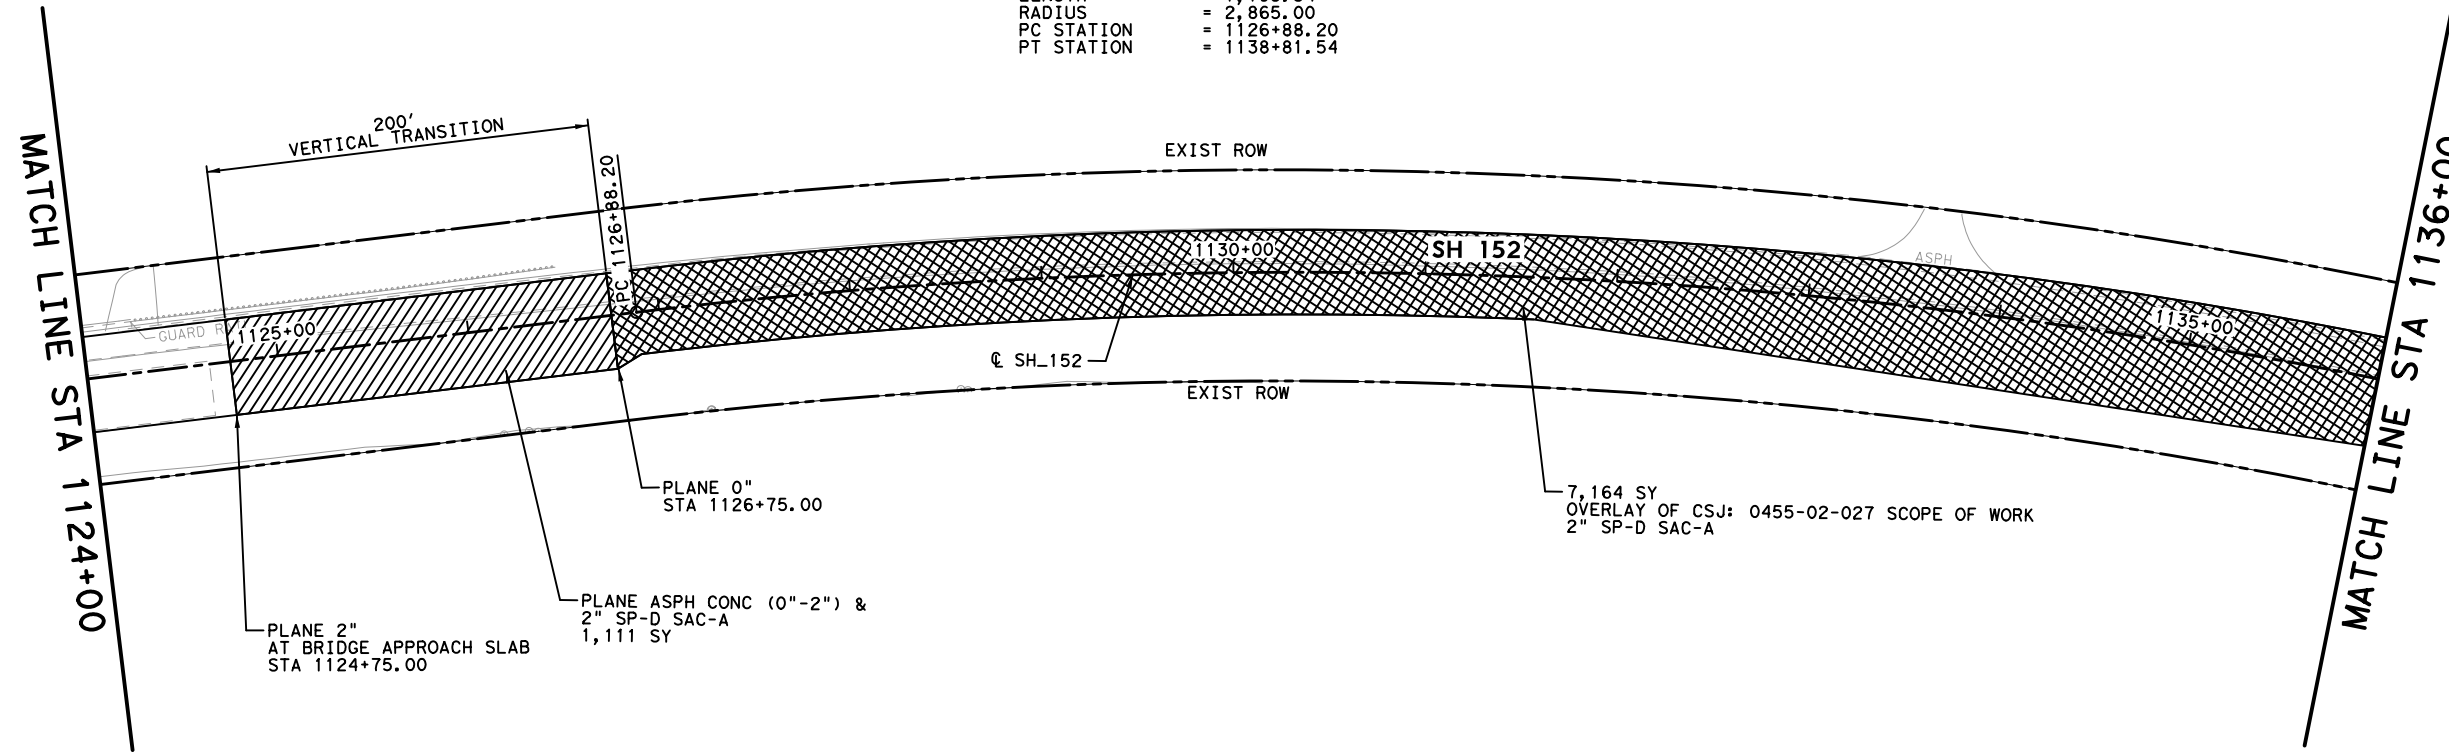 RADIUS = 2,865.00
PC STATION = 1126+88.20
PT STATION = 1138+81.54
200'
VERTICAL TRANSITION
PC 1126+88.20
EXIST ROW
MATCH LINE STA 1124+00
MATCH LINE STA 1136+00
GUARD
1125+00
1130+00
SH 152
ASPH
1135+00
℄ SH_152
EXIST ROW
PLANE 0"
STA 1126+75.00
7,164 SY
OVERLAY OF CSJ: 0455-02-027 SCOPE OF WORK
2" SP-D SAC-A
PLANE ASPH CONC (0"-2") &
2" SP-D SAC-A
1,111 SY
PLANE 2"
AT BRIDGE APPROACH SLAB
STA 1124+75.00